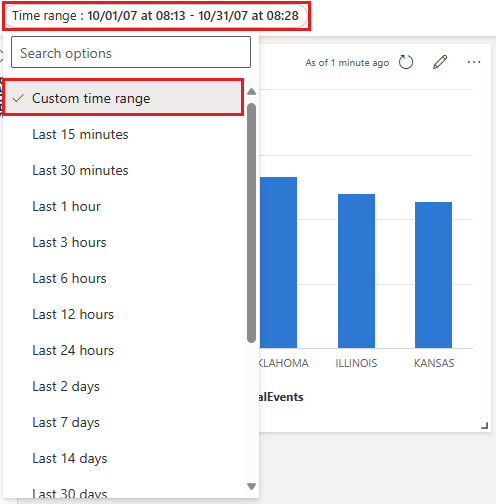 Time range : 10/01/07 at 08:13 - 10/31/07 at 08:28
Search options
As of 1 minute ago
Custom time range
Last 15 minutes
Last 30 minutes
Last 1 hour
Last 3 hours
Last 6 hours
Last 12 hours
Last 24 hours
Last 2 days
Last 7 days
Last 14 days
Last 30 days
KLAHOMA ILLINOIS KANSAS
alEvents